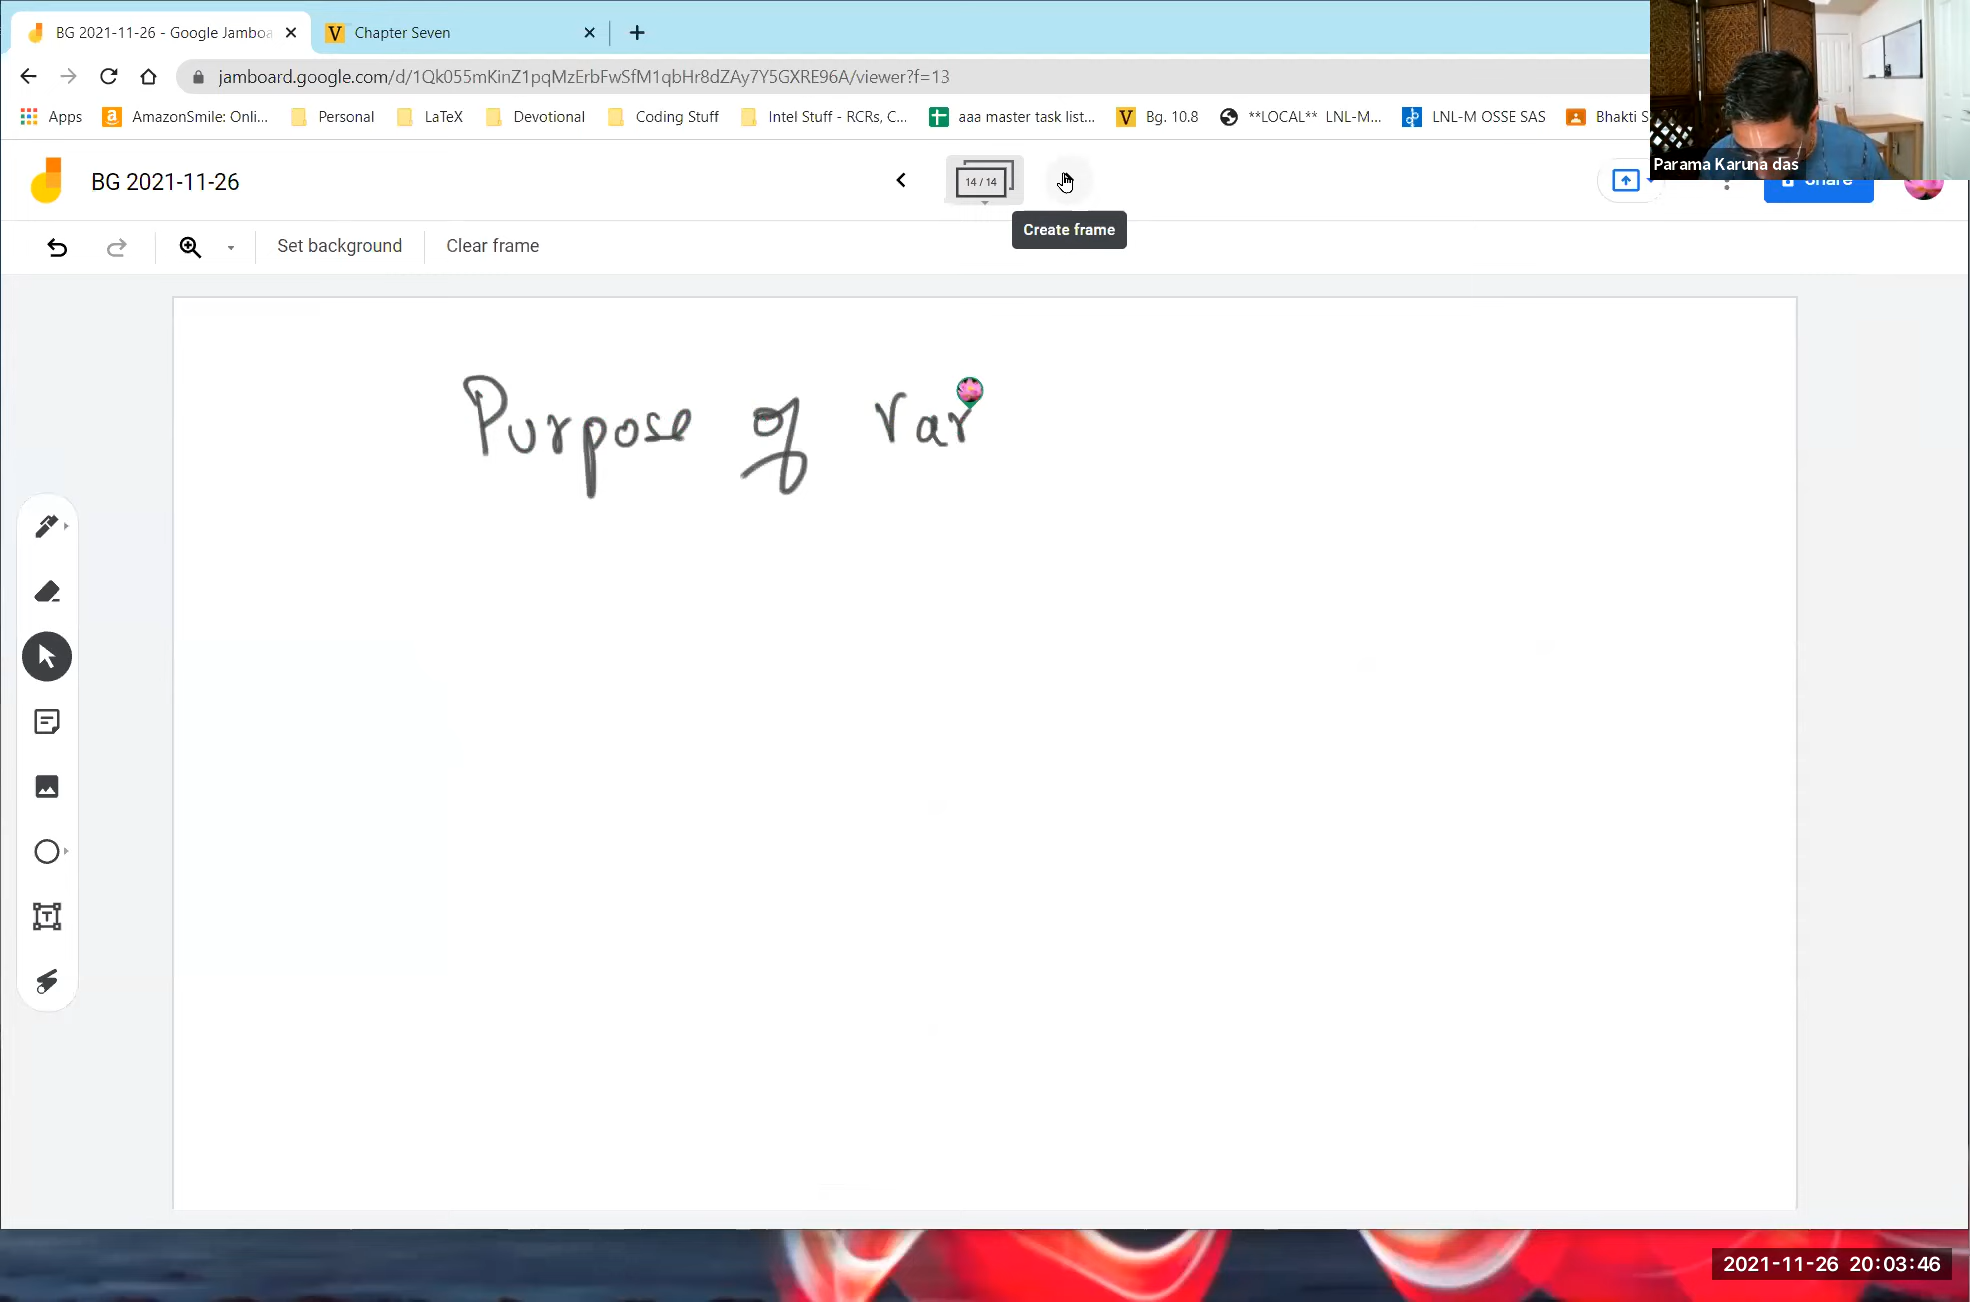 BG 2021-11-26 - Google Jamboa
Chapter Seven
jamboard.google.com/d/1Qk055mKinZ1pqMzErbFwSfM1qbHr8dZAy7Y5GXRE96A/viewer?f=13
Apps AmazonSmile: Onli... Personal LaTeX Devotional Coding Stuff Intel Stuff - RCRs, C... aaa master task list... Bg. 10.8 **LOCAL** LNL-M... LNL-M OSSE SAS Bhakti S
Parama Karuna das
BG 2021-11-26
14 / 14
Share
Create frame
Set background Clear frame
Purpose of var
2021-11-26 20:03:46